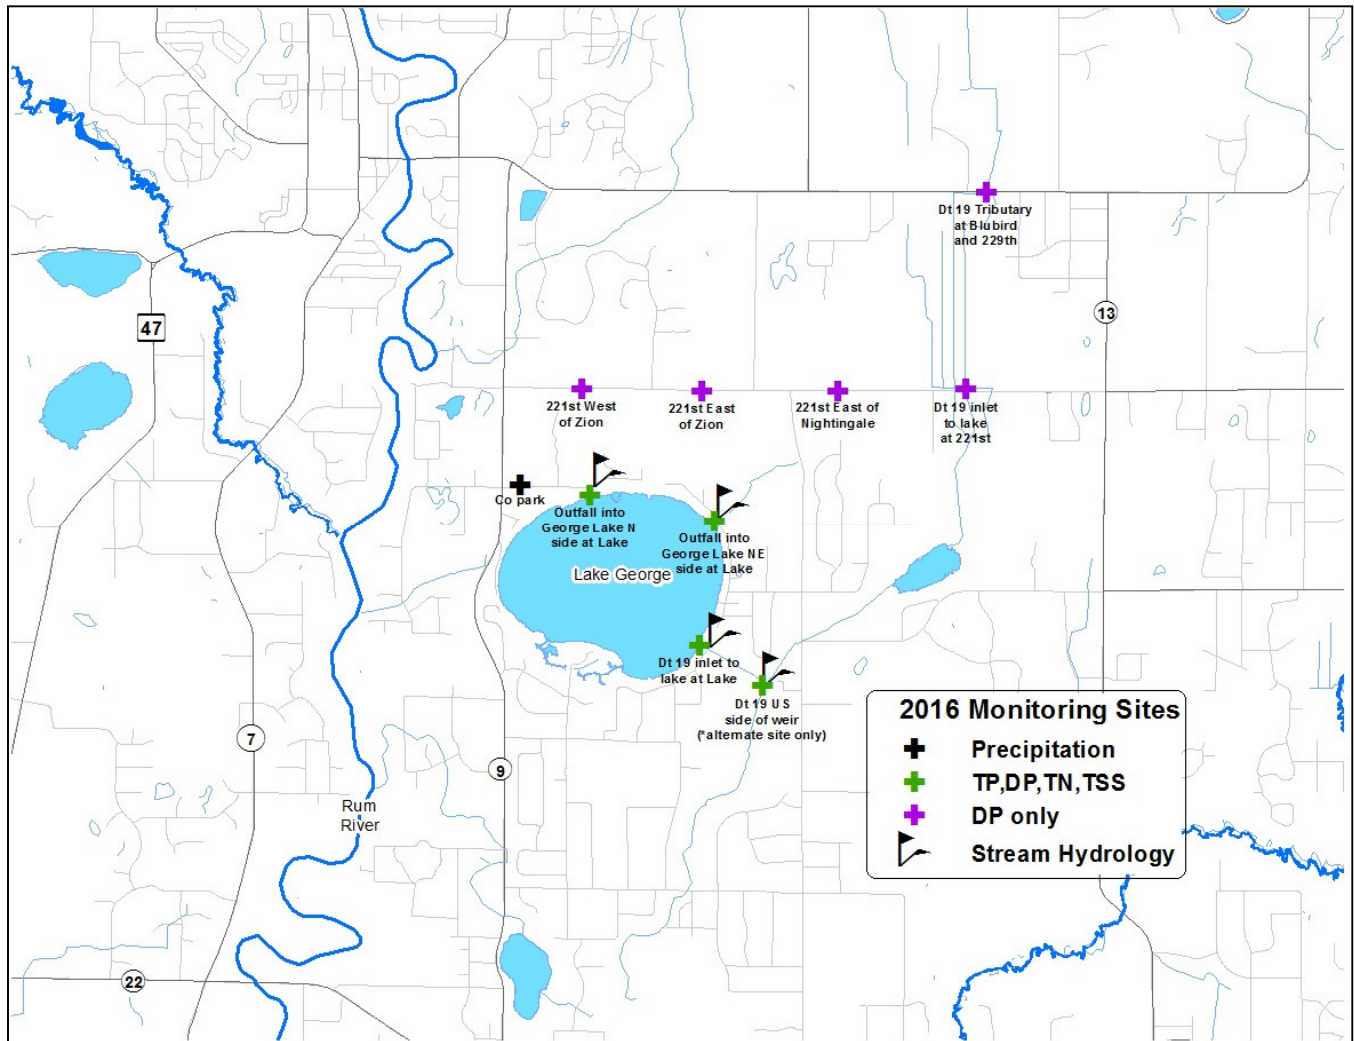 Dt 19 Tributary
at Blubird
and 229th
47
13
221st West
of Zion
221st East
of Zion
221st East of
Nightingale
Dt 19 inlet
to lake
at 221st
Co park
Outfall into
George Lake N
side at Lake
Outfall into
George Lake NE
side at Lake
Lake George
Dt 19 inlet to
lake at Lake
Dt 19 US
side of weir
(*alternate site only)
7
9
Rum
River
22
2016 Monitoring Sites
Precipitation
TP,DP,TN,TSS
DP only
Stream Hydrology